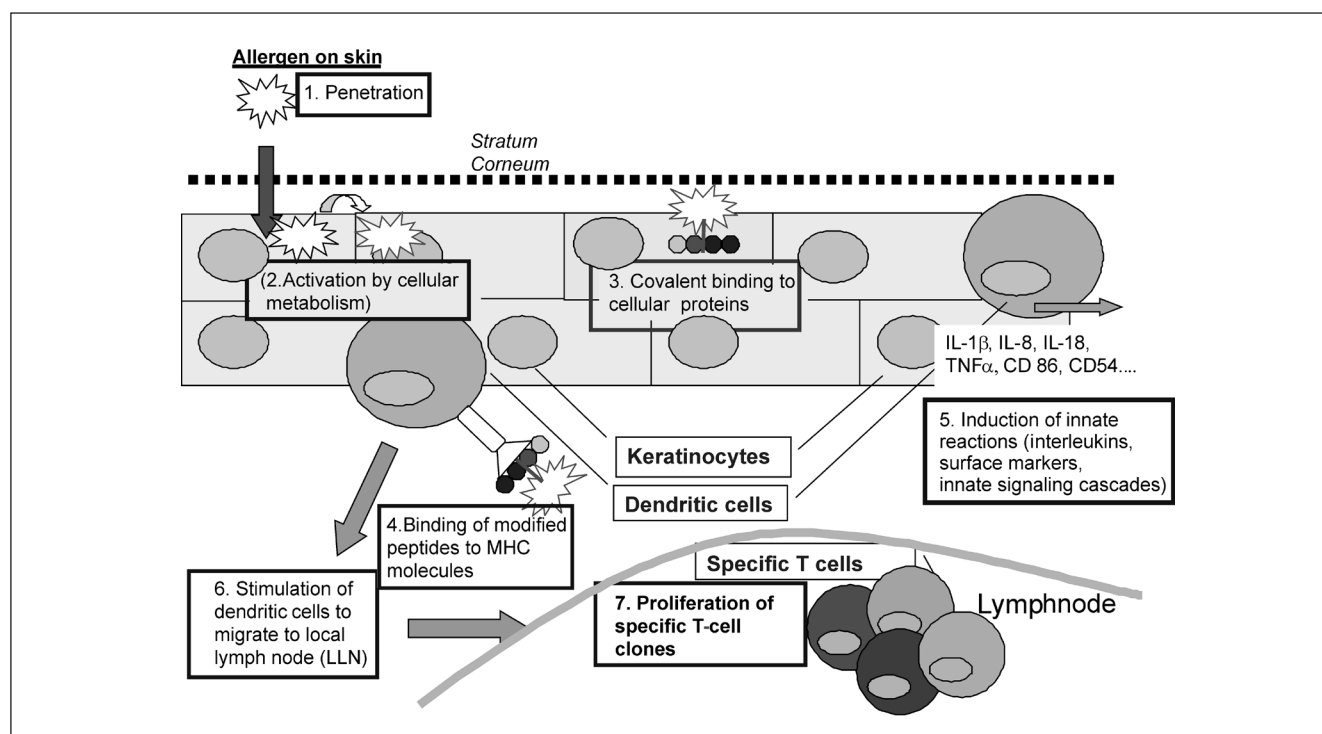 Allergen on skin
1. Penetration
Stratum
Corneum
(2.Activation by cellular
metabolism)
3. Covalent binding to
cellular proteins
IL-1β, IL-8, IL-18,
TNFα, CD 86, CD54....
5. Induction of innate
reactions (interleukins,
surface markers,
innate signaling cascades)
Keratinocytes
Dendritic cells
4.Binding of modified
peptides to MHC
molecules
Specific T cells
6. Stimulation of
dendritic cells to
migrate to local
lymph node (LLN)
7. Proliferation of
specific T-cell
clones
Lymphnode